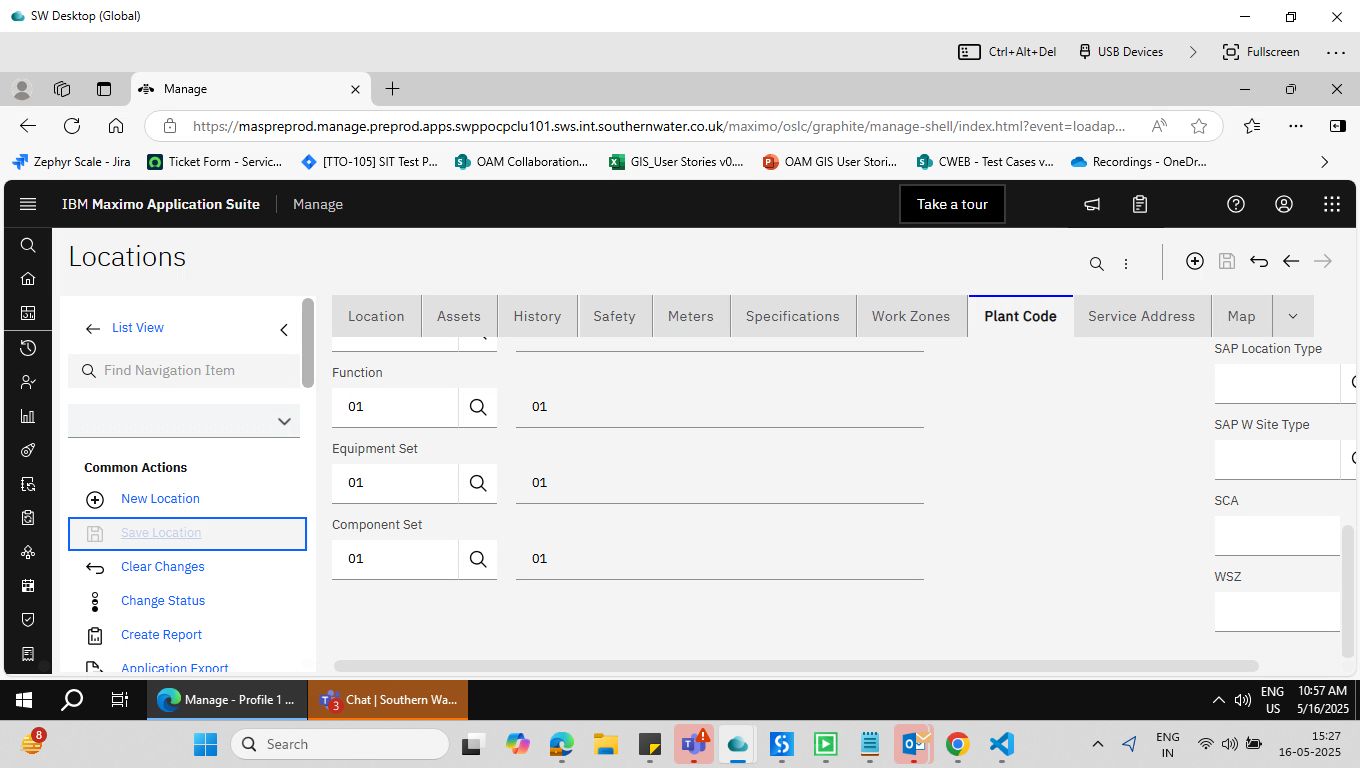 SW Desktop (Global)
Ctrl+Alt+Del
USB Devices
Fullscreen
Manage
https://maspreprod.manage.preprod.apps.swppocpclu101.sws.int.southernwater.co.uk/maximo/oslc/graphite/manage-shell/index.html?event=loadap...
Zephyr Scale - Jira
Ticket Form - Servic...
[TTO-105] SIT Test P...
OAM Collaboration...
GIS_User Stories v0....
OAM GIS User Stori...
CWEB - Test Cases v...
Recordings - OneDr...
IBM Maximo Application Suite
Manage
Take a tour
Locations
List View
Find Navigation Item
Common Actions
New Location
Save Location
Clear Changes
Change Status
Create Report
Application Export
Location
Assets
History
Safety
Meters
Specifications
Work Zones
Plant Code
Service Address
Map
Function
01
01
Equipment Set
01
01
Component Set
01
01
SAP Location Type
SAP W Site Type
SCA
WSZ
Manage - Profile 1 ...
3
Chat | Southern Wa...
ENG
US
10:57 AM
5/16/2025
8
Search
ENG
IN
15:27
16-05-2025